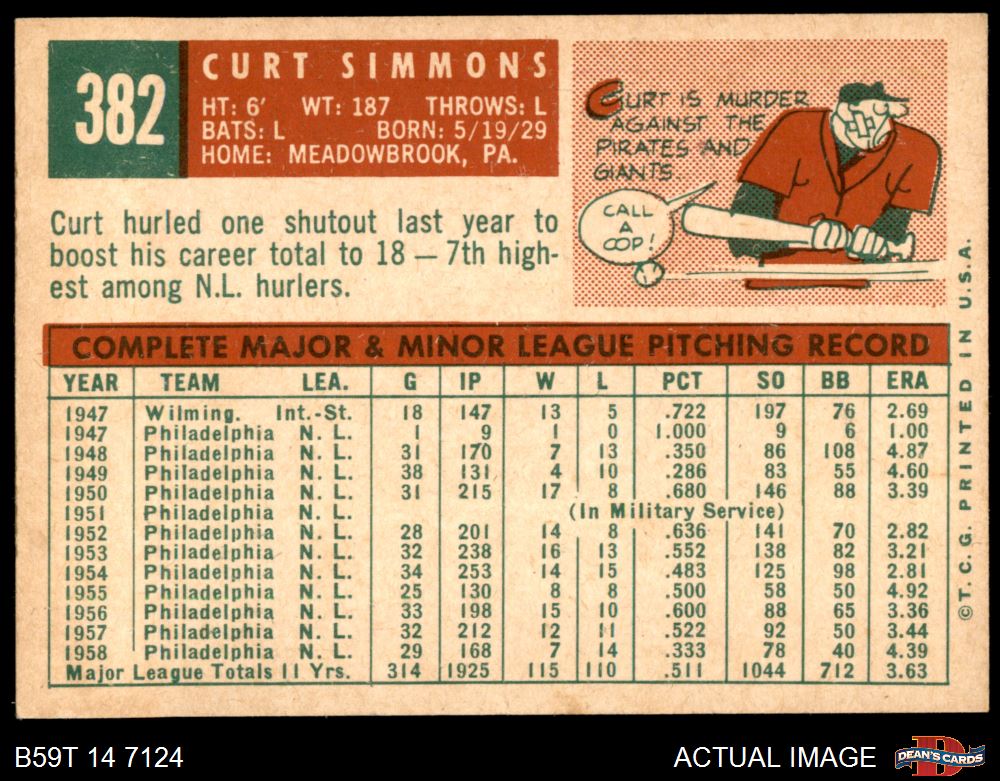 382
CURT SIMMONS
HT: 6' WT: 187 THROWS: L
BATS: L BORN: 5/19/29
HOME: MEADOWBROOK, PA.
CURT IS MURDER
AGAINST THE
PIRATES AND
GIANTS.
CALL
A
COP!
Curt hurled one shutout last year to
boost his career total to 18 — 7th high-
est among N.L. hurlers.
COMPLETE MAJOR & MINOR LEAGUE PITCHING RECORD
YEAR TEAM LEA. G IP W L PCT SO BB ERA
1947 Wilming. Int.-St. 18 147 13 5 .722 197 76 2.69
1947 Philadelphia N. L. 1 9 1 0 1.000 9 6 1.00
1948 Philadelphia N. L. 31 170 7 13 .350 86 108 4.87
1949 Philadelphia N. L. 38 131 4 10 .286 83 55 4.60
1950 Philadelphia N. L. 31 215 17 8 .680 146 88 3.39
1951 Philadelphia N. L. (In Military Service)
1952 Philadelphia N. L. 28 201 14 8 .636 141 70 2.82
1953 Philadelphia N. L. 32 238 16 13 .552 138 82 3.21
1954 Philadelphia N. L. 34 253 14 15 .483 125 98 2.81
1955 Philadelphia N. L. 25 130 8 8 .500 58 50 4.92
1956 Philadelphia N. L. 33 198 15 10 .600 88 65 3.36
1957 Philadelphia N. L. 32 212 12 11 .522 92 50 3.44
1958 Philadelphia N. L. 29 168 7 14 .333 78 40 4.39
Major League Totals 11 Yrs. 314 1925 115 110 .511 1044 712 3.63
©T. C. G. PRINTED IN U.S.A.
B59T 14 7124
ACTUAL IMAGE
D
DEAN'S CARDS